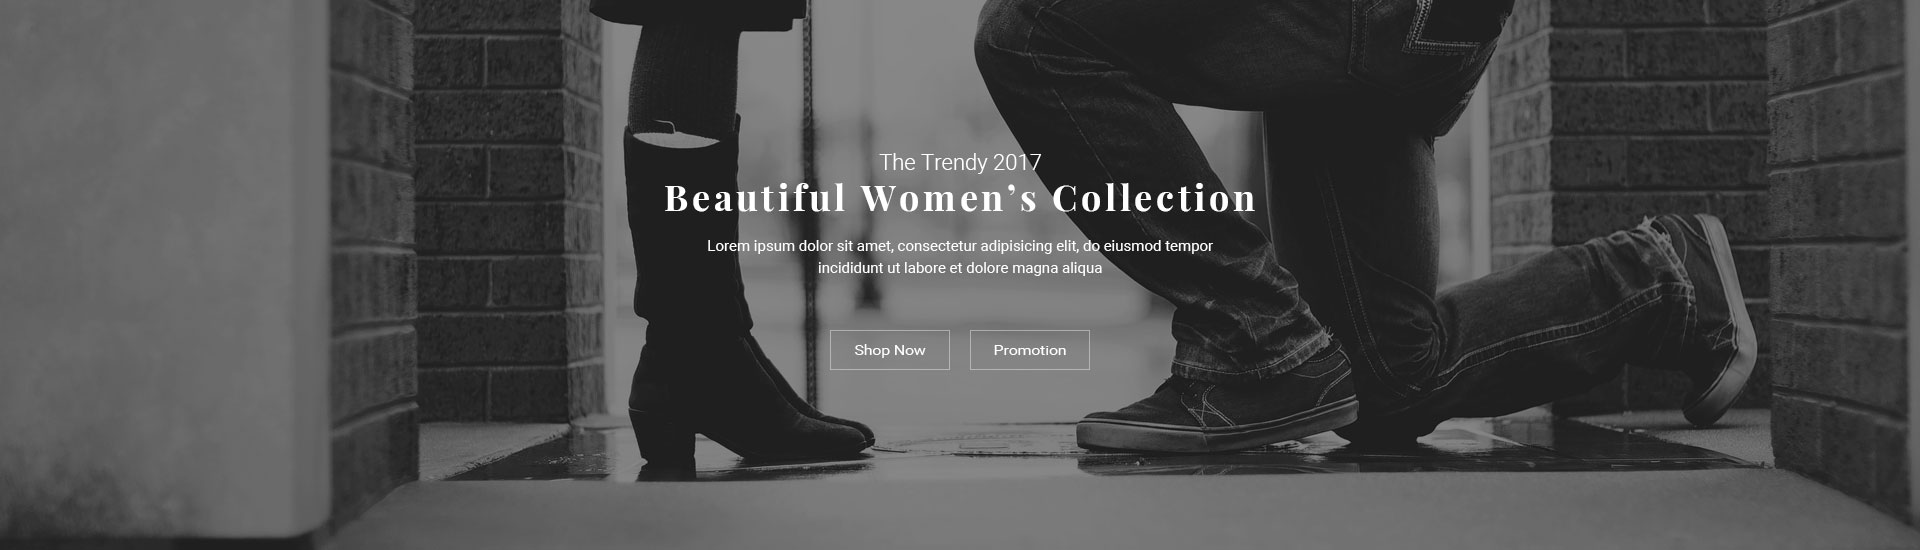 The Trendy 2017
Beautiful Women’s Collection
Lorem ipsum dolor sit amet, consectetur adipisicing elit, do eiusmod tempor
incididunt ut labore et dolore magna aliqua
Shop Now
Promotion